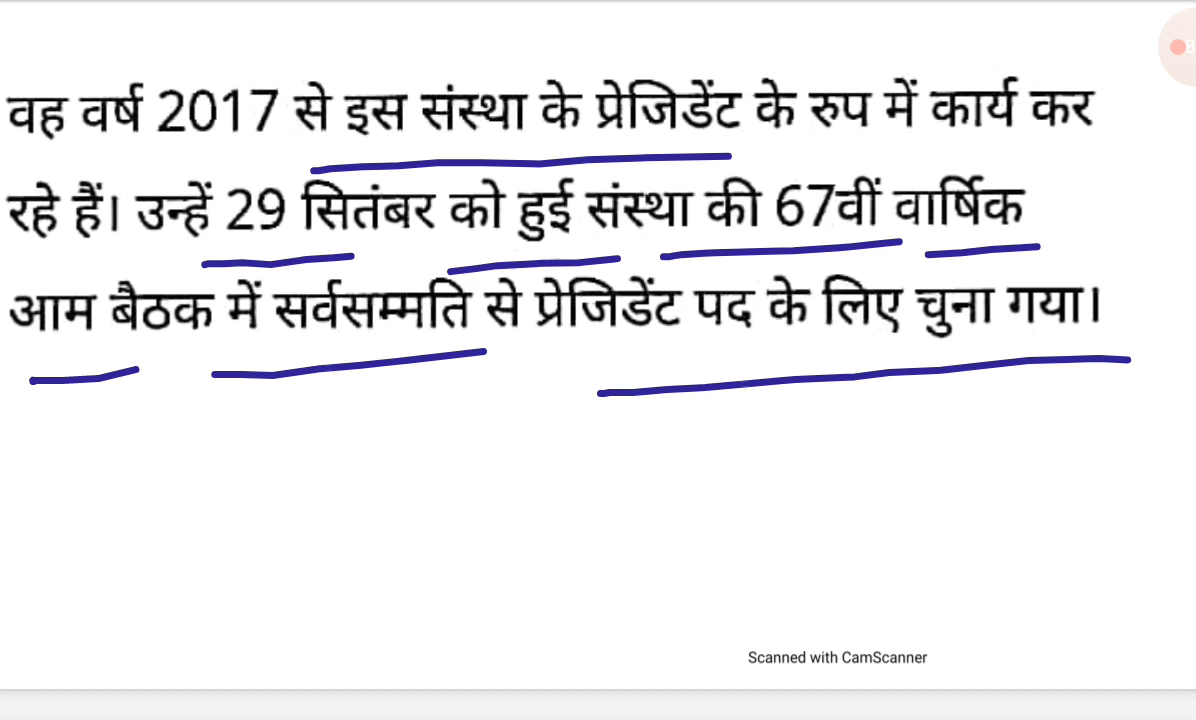 वह वर्ष 2017 से इस संस्था के प्रेजिडेंट के रुप में कार्य कर
रहे हैं। उन्हें 29 सितंबर को हुई संस्था की 67वीं वार्षिक
आम बैठक में सर्वसम्मति से प्रेजिडेंट पद के लिए चुना गया।
Scanned with CamScanner